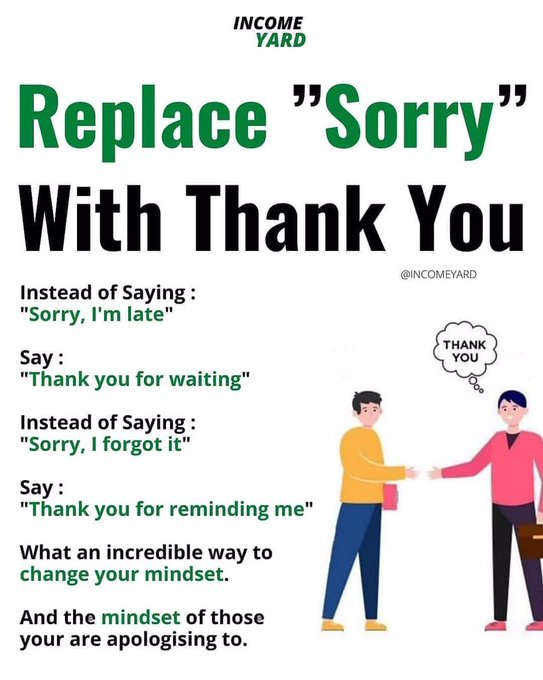 INCOME
YARD
Replace ”Sorry”
With Thank You
@INCOMEYARD
Instead of Saying :
"Sorry, I'm late"
Say :
"Thank you for waiting"
Instead of Saying :
"Sorry, I forgot it"
Say :
"Thank you for reminding me"
What an incredible way to
change your mindset.
And the mindset of those
your are apologising to.
THANK
YOU